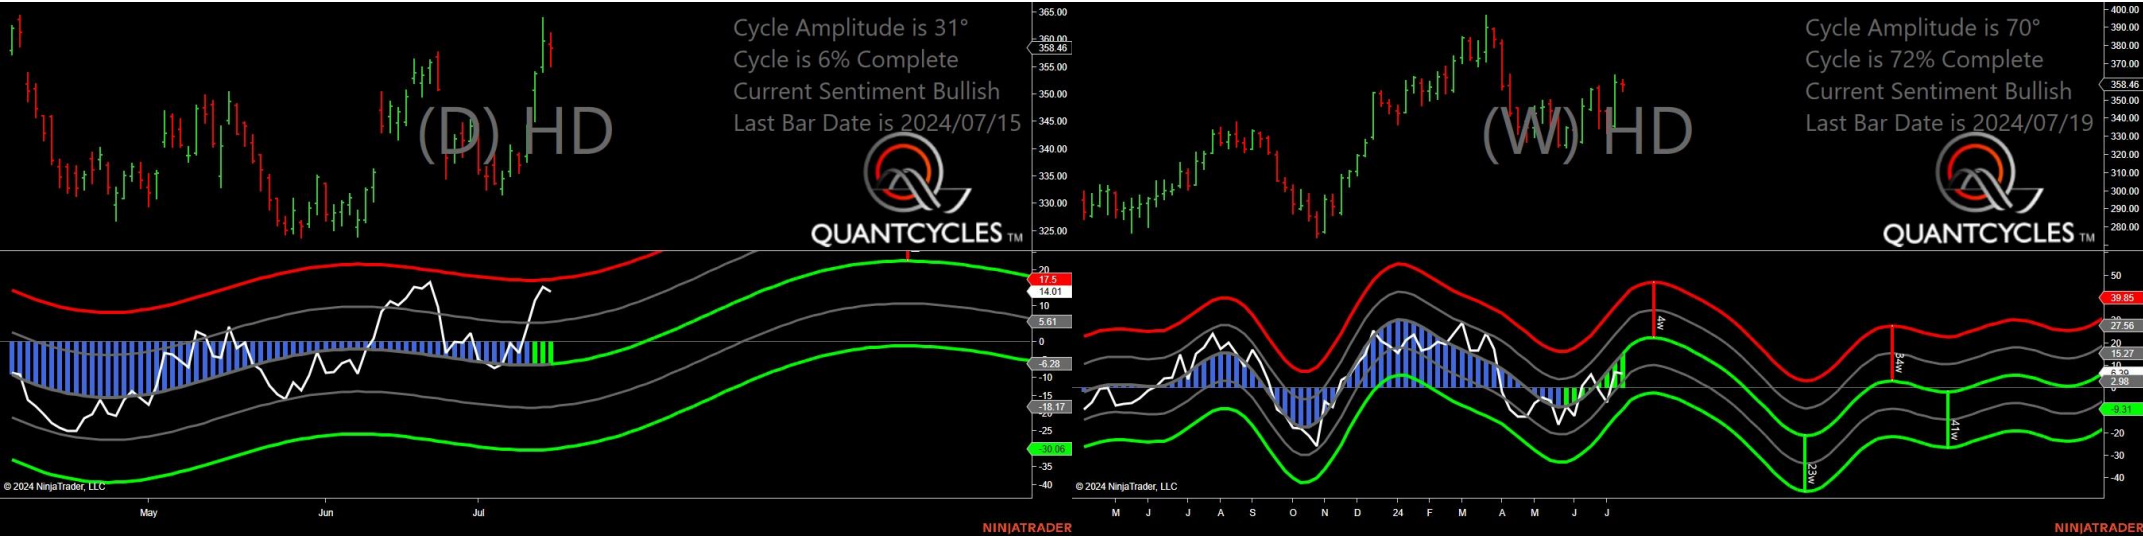 Cycle Amplitude is 31°
Cycle is 6% Complete
Current Sentiment Bullish
Last Bar Date is 2024/07/15
(D) HD
QUANTCYCLES TM
365.00
360.00
358.46
355.00
350.00
345.00
340.00
335.00
330.00
325.00
20
17.5
14.01
10
5.61
0
-6.28
-10
-15
-18.17
-25
-30.06
-35
-40
© 2024 NinjaTrader, LLC
May
Jun
Jul
NINJATRADER
Cycle Amplitude is 70°
Cycle is 72% Complete
Current Sentiment Bullish
Last Bar Date is 2024/07/19
(W) HD
QUANTCYCLES TM
400.00
390.00
380.00
370.00
358.46
350.00
340.00
330.00
320.00
310.00
300.00
290.00
280.00
4w
34w
23w
41w
50
39.85
27.56
20
15.27
10
2.98
-9.31
-20
-30
-40
© 2024 NinjaTrader, LLC
M J J A S O N D 24 F M A M J J
NINJATRADER